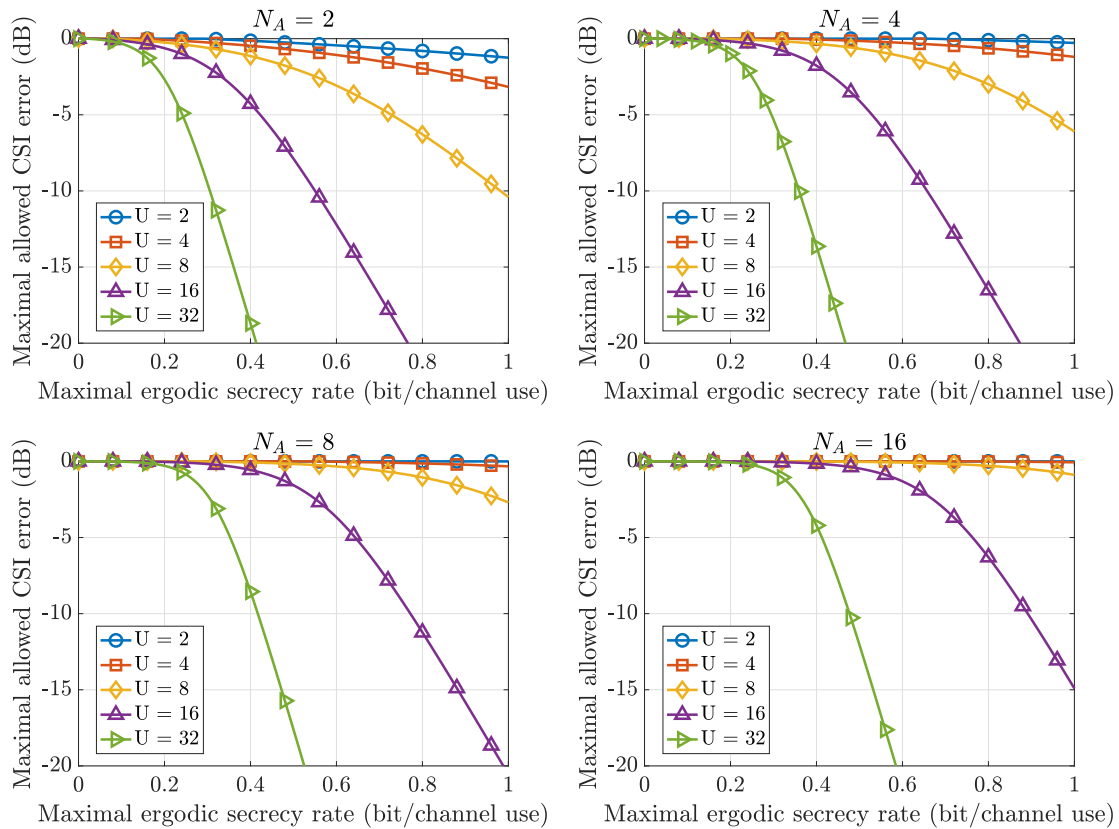 N_A = 2
Maximal allowed CSI error (dB)
0
-5
-10
-15
-20
U = 2
U = 4
U = 8
U = 16
U = 32
0 0.2 0.4 0.6 0.8 1
Maximal ergodic secrecy rate (bit/channel use)
N_A = 4
Maximal allowed CSI error (dB)
0
-5
-10
-15
-20
U = 2
U = 4
U = 8
U = 16
U = 32
0 0.2 0.4 0.6 0.8 1
Maximal ergodic secrecy rate (bit/channel use)
N_A = 8
Maximal allowed CSI error (dB)
0
-5
-10
-15
-20
U = 2
U = 4
U = 8
U = 16
U = 32
0 0.2 0.4 0.6 0.8 1
Maximal ergodic secrecy rate (bit/channel use)
N_A = 16
Maximal allowed CSI error (dB)
0
-5
-10
-15
-20
U = 2
U = 4
U = 8
U = 16
U = 32
0 0.2 0.4 0.6 0.8 1
Maximal ergodic secrecy rate (bit/channel use)